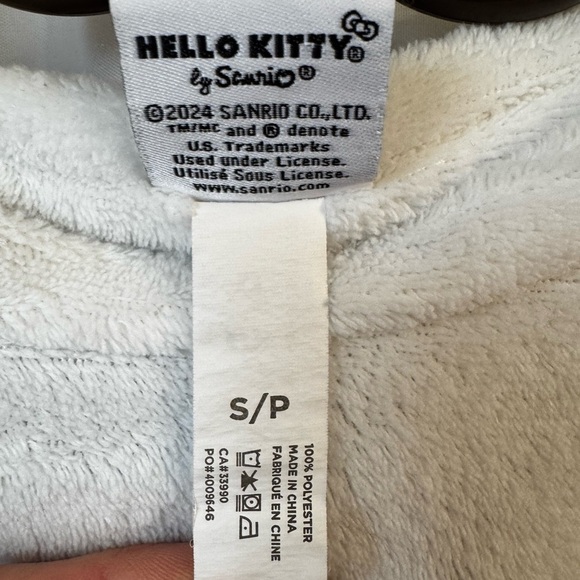 HELLO KITTY®
by Sanrio®
©2024 SANRIO CO.,LTD.
TM/MC and ® denote
U.S. Trademarks
Used under License.
Utilisé Sous License.
www.sanrio.com
S/P
100% POLYESTER
MADE IN CHINA
FABRIQUÉ EN CHINE
CA#33990
PO#4009646